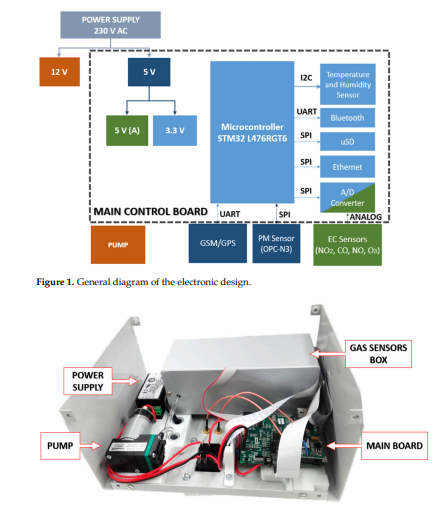 POWER SUPPLY
230 V AC
12 V
5 V
5 V (A)
3.3 V
Microcontroller
STM32 L476RGT6
I2C
Temperature
and Humidity
Sensor
UART
Bluetooth
SPI
uSD
SPI
Ethernet
SPI
A/D
Converter
MAIN CONTROL BOARD
UART
SPI
ANALOG
PUMP
GSM/GPS
PM Sensor
(OPC-N3)
EC Sensors
(NO₂, CO, NO, O₃)
Figure 1. General diagram of the electronic design.
GAS SENSORS
BOX
POWER
SUPPLY
PUMP
MAIN BOARD